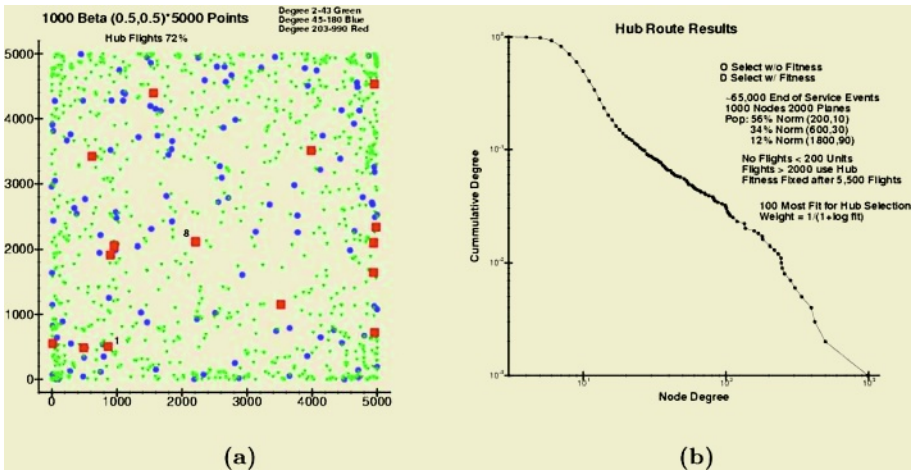 1000 Beta (0.5,0.5)*5000 Points
Degree 2-43 Green
Degree 45-180 Blue
Degree 203-990 Red
Hub Flights 72%
5000
4000
3000
2000
1000
0
8
1
0
1000
2000
3000
4000
5000
(a)
Hub Route Results
O Select w/o Fitness
D Select w/ Fitness
~65,000 End of Service Events
1000 Nodes 2000 Planes
Pop: 56% Norm (200,10)
34% Norm (600,30)
12% Norm (1800,90)
No Flights < 200 Units
Flights > 2000 use Hub
Fitness Fixed after 5,500 Flights
100 Most Fit for Hub Selection
Weight = 1/(1+log fit)
Cummulative Degree
Node Degree
(b)